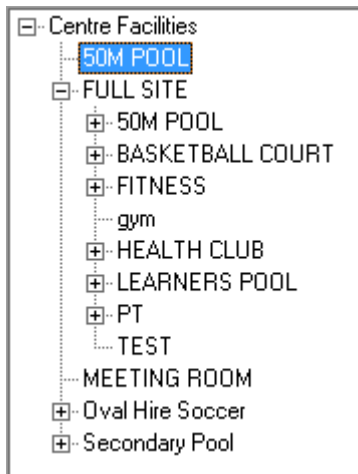 Centre Facilities
50M POOL
FULL SITE
50M POOL
BASKETBALL COURT
FITNESS
gym
HEALTH CLUB
LEARNERS POOL
PT
TEST
MEETING ROOM
Oval Hire Soccer
Secondary Pool